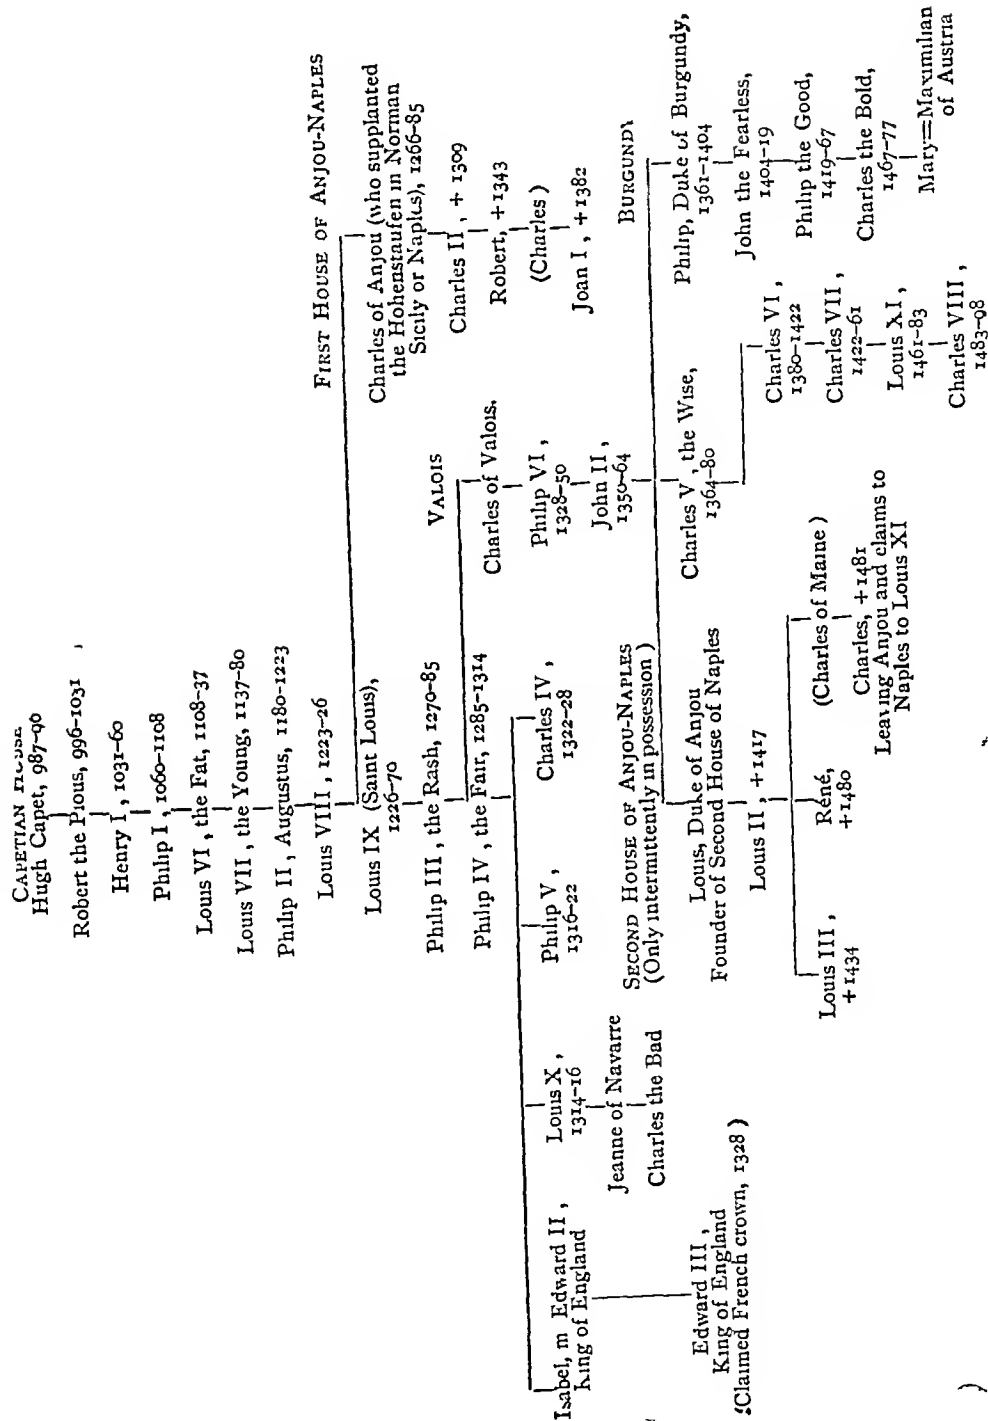 CAPETIAN HOUSE
Hugh Capet, 987-96
Robert the Pious, 996-1031
Henry I, 1031-60
Philip I, 1060-1108
Louis VI, the Fat, 1108-37
Louis VII, the Young, 1137-80
Philip II, Augustus, 1180-1223
Louis VIII, 1223-26
FIRST HOUSE OF ANJOU-NAPLES
Louis IX (Saint Louis),
1226-70
Charles of Anjou (who supplanted
the Hohenstaufen in Norman
Sicily or Naples), 1266-85
Philip III, the Rash, 1270-85
Charles II, + 1309
VALOIS
Philip IV, the Fair, 1285-1314
Charles of Valois.
Robert, + 1343
(Charles)
Joan I, + 1382
Isabel, m Edward II,
King of England
Louis X,
1314-16
Philip V,
1316-22
Charles IV,
1322-28
Philip VI,
1328-50
John II,
1350-64
Jeanne of Navarre
Charles the Bad
Edward III,
King of England
(Claimed French crown, 1328)
SECOND HOUSE OF ANJOU-NAPLES
(Only intermittently in possession)
BURGUNDY
Louis, Duke of Anjou
Founder of Second House of Naples
Charles V, the Wise,
1364-80
Philip, Duke of Burgundy,
1361-1404
Louis II, +1417
John the Fearless,
1404-19
Charles VI,
1380-1422
Philip the Good,
1419-67
Louis III,
+1434
Réné,
+1480
(Charles of Maine)
Charles VII,
1422-61
Charles the Bold,
1467-77
Charles, +1481
Leaving Anjou and claims to
Naples to Louis XI
Louis XI,
1461-83
Mary=Maximilian
of Austria
Charles VIII,
1483-98